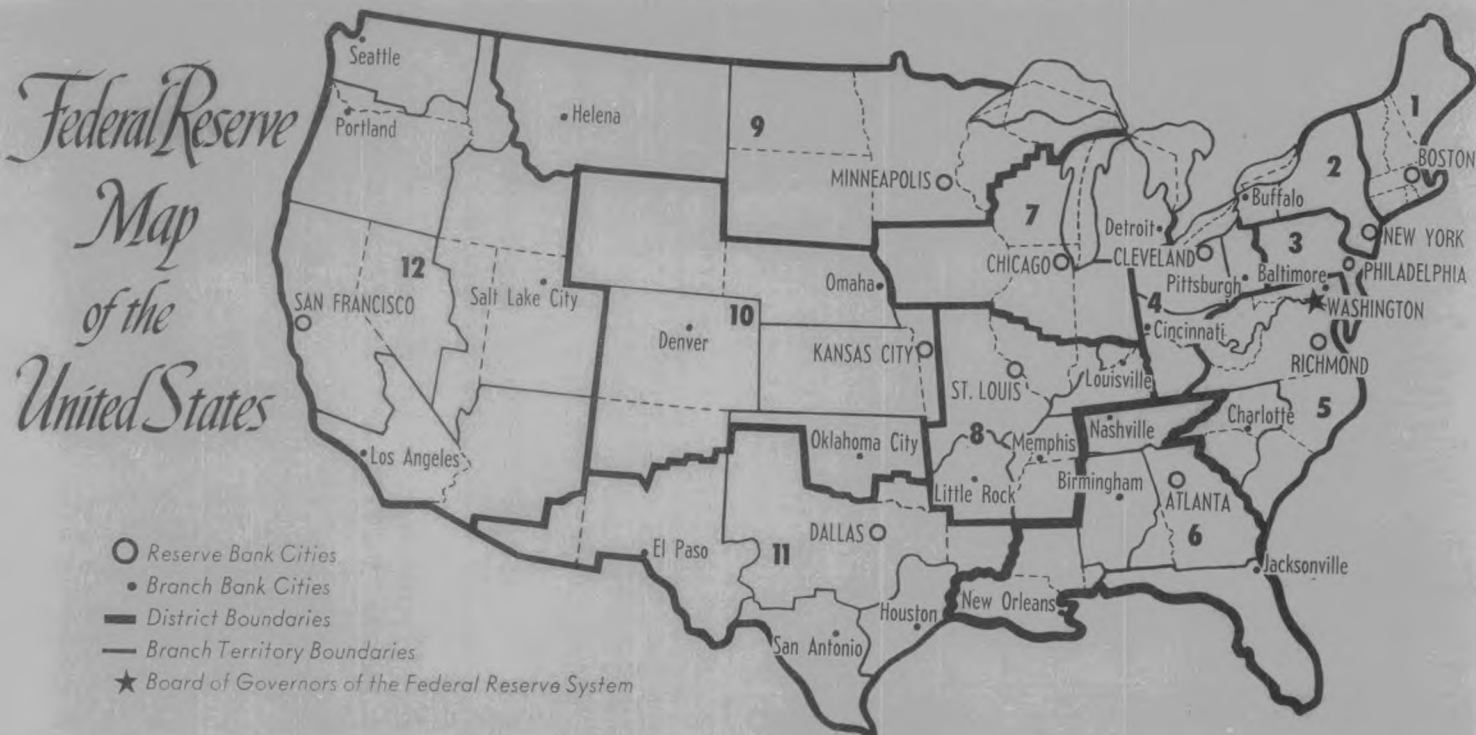 Federal Reserve
Map
of the
United States
Seattle
Portland
Helena
9
MINNEAPOLIS
1
BOSTON
2
Buffalo
NEW YORK
7
Detroit
CHICAGO
CLEVELAND
3
Pittsburgh
Baltimore
PHILADELPHIA
WASHINGTON
4
Cincinnati
RICHMOND
12
SAN FRANCISCO
Salt Lake City
Omaha
10
Denver
KANSAS CITY
ST. LOUIS
Louisville
5
Charlotte
Los Angeles
Oklahoma City
8
Memphis
Nashville
Little Rock
Birmingham
ATLANTA
6
El Paso
11
DALLAS
Houston
New Orleans
Jacksonville
San Antonio
Reserve Bank Cities
Branch Bank Cities
District Boundaries
Branch Territory Boundaries
Board of Governors of the Federal Reserve System